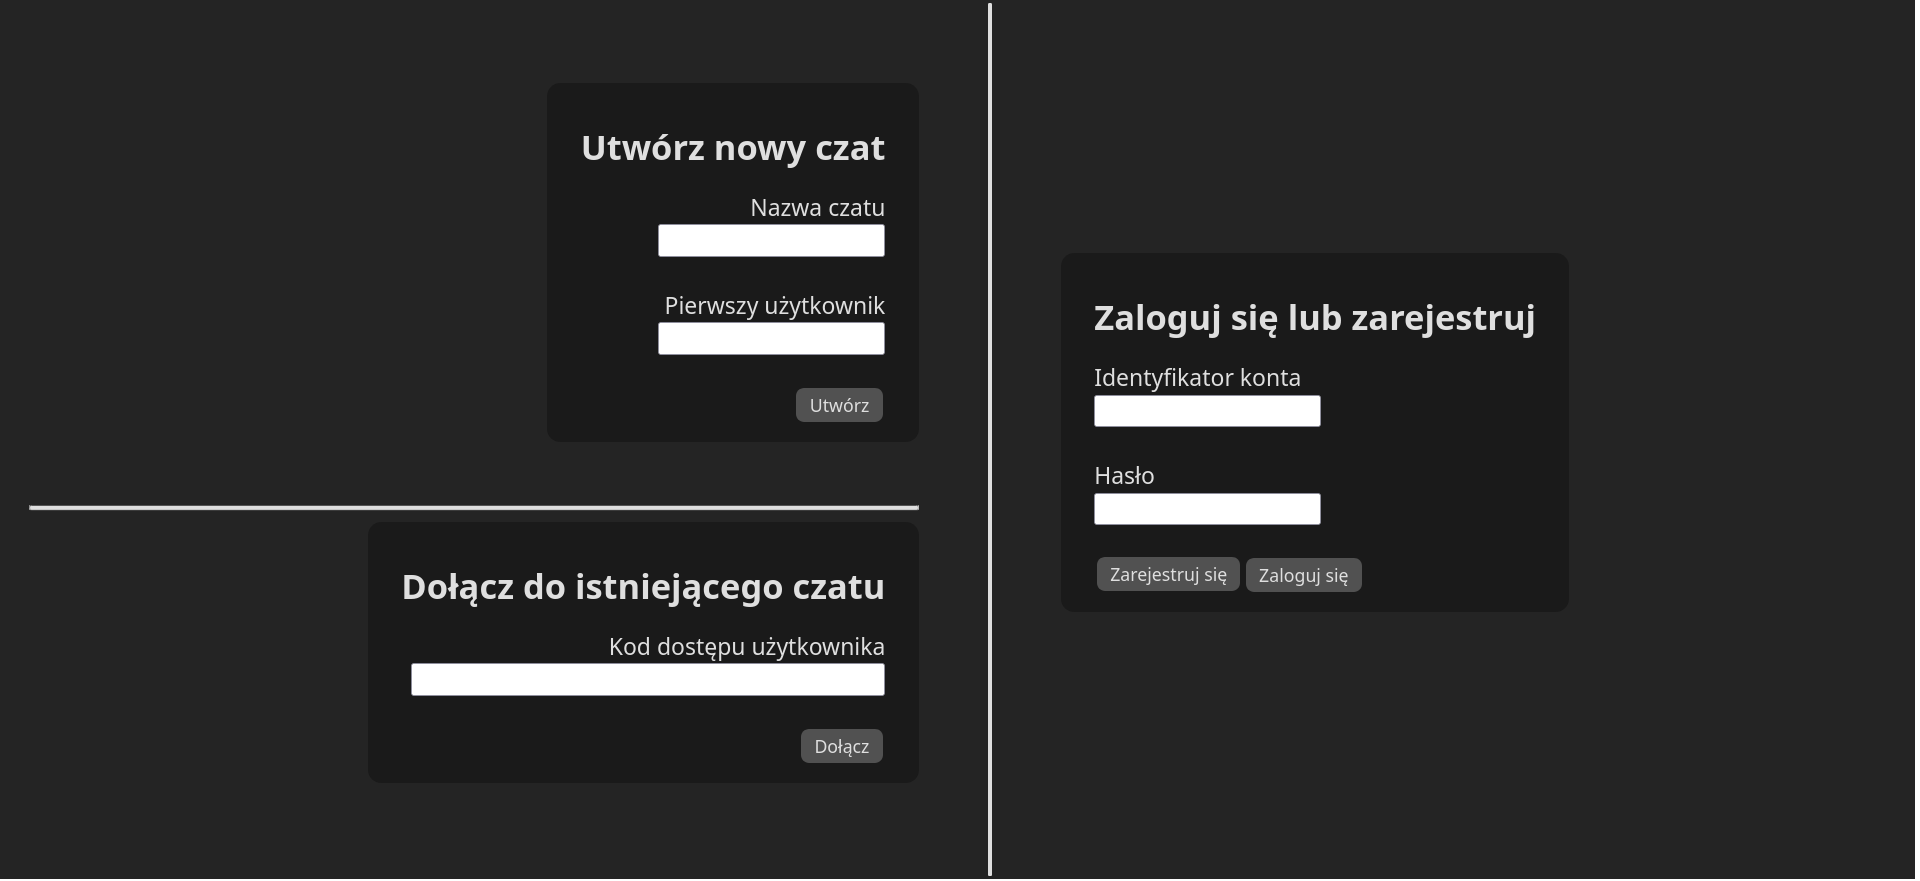 Utwórz nowy czat
Nazwa czatu
Pierwszy użytkownik
Utwórz
Dołącz do istniejącego czatu
Kod dostępu użytkownika
Dołącz
Zaloguj się lub zarejestruj
Identyfikator konta
Hasło
Zarejestruj się
Zaloguj się